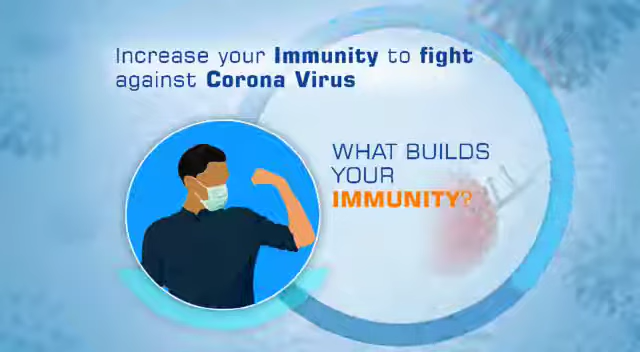 Increase your Immunity to fight
against Corona Virus
WHAT BUILDS
YOUR
IMMUNITY?